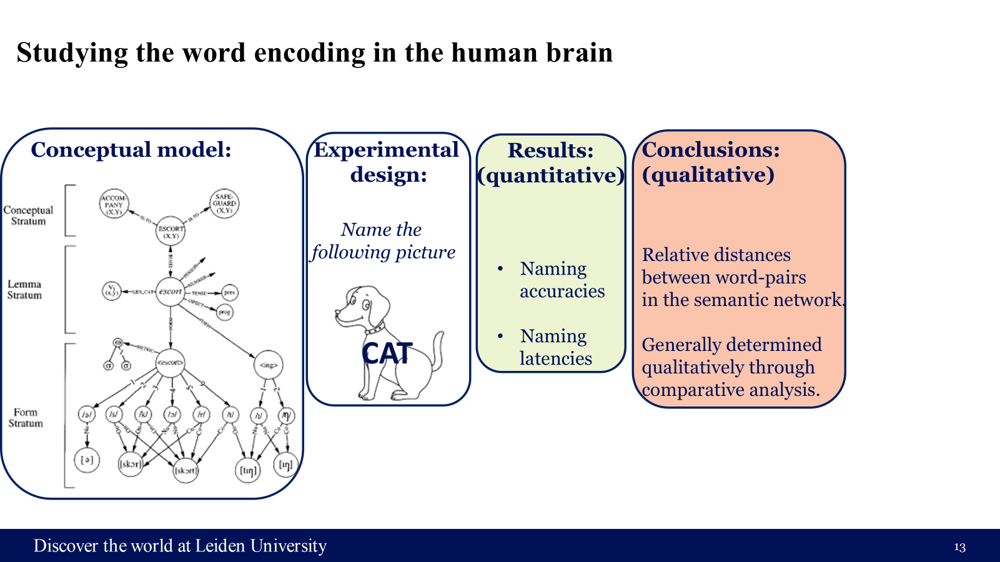 Studying the word encoding in the human brain
Conceptual model:
Conceptual
Stratum
ACCOM-
PANY
(X,Y)
SAFE-
GUARD
(X,Y)
IS-TO
IS-TO
ESCORT
(X,Y)
SENSE
Lemma
Stratum
V
(x,y)
LEX_CAT
escort
PERSON
NUMBER
TENSE
pres
ASPECT
prog
FORM
FORM
Form
Stratum
ω
σ
σ
METRIC
<escort>
<ing>
1
2
3
4
5
6
1
2
/ə/
/s/
/k/
/ɔ/
/r/
/t/
/ɪ/
/ŋ/
[ə]
[skɔr]
[skɔrt]
[tɪŋ]
[ɪŋ]
Experimental
design:
Name the
following picture
CAT
Results:
(quantitative)
• Naming
accuracies
• Naming
latencies
Conclusions:
(qualitative)
Relative distances
between word-pairs
in the semantic network.
Generally determined
qualitatively through
comparative analysis.
Discover the world at Leiden University
13